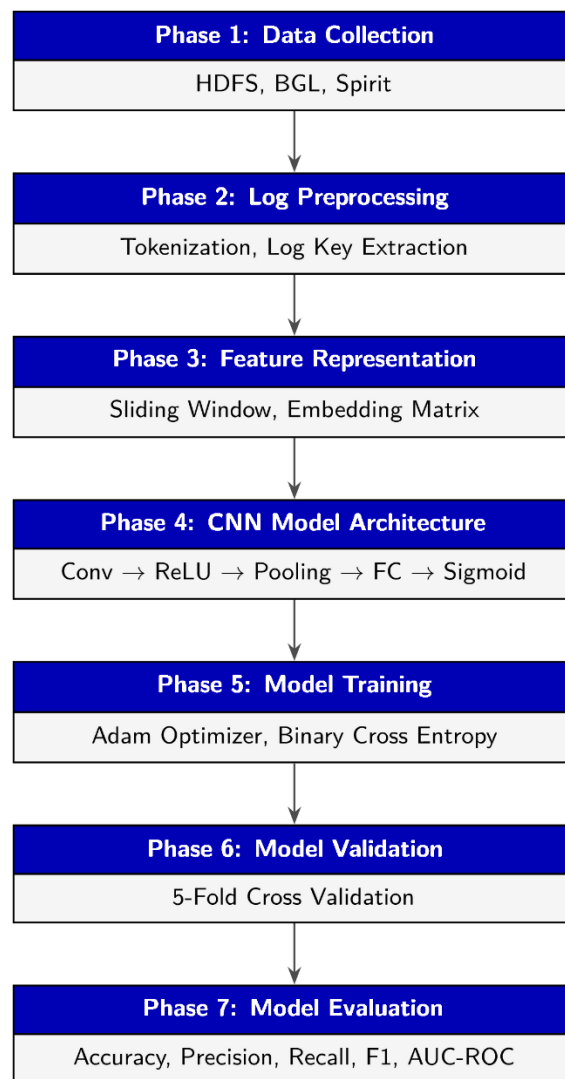 Phase 1: Data Collection
HDFS, BGL, Spirit
Phase 2: Log Preprocessing
Tokenization, Log Key Extraction
Phase 3: Feature Representation
Sliding Window, Embedding Matrix
Phase 4: CNN Model Architecture
Conv → ReLU → Pooling → FC → Sigmoid
Phase 5: Model Training
Adam Optimizer, Binary Cross Entropy
Phase 6: Model Validation
5-Fold Cross Validation
Phase 7: Model Evaluation
Accuracy, Precision, Recall, F1, AUC-ROC